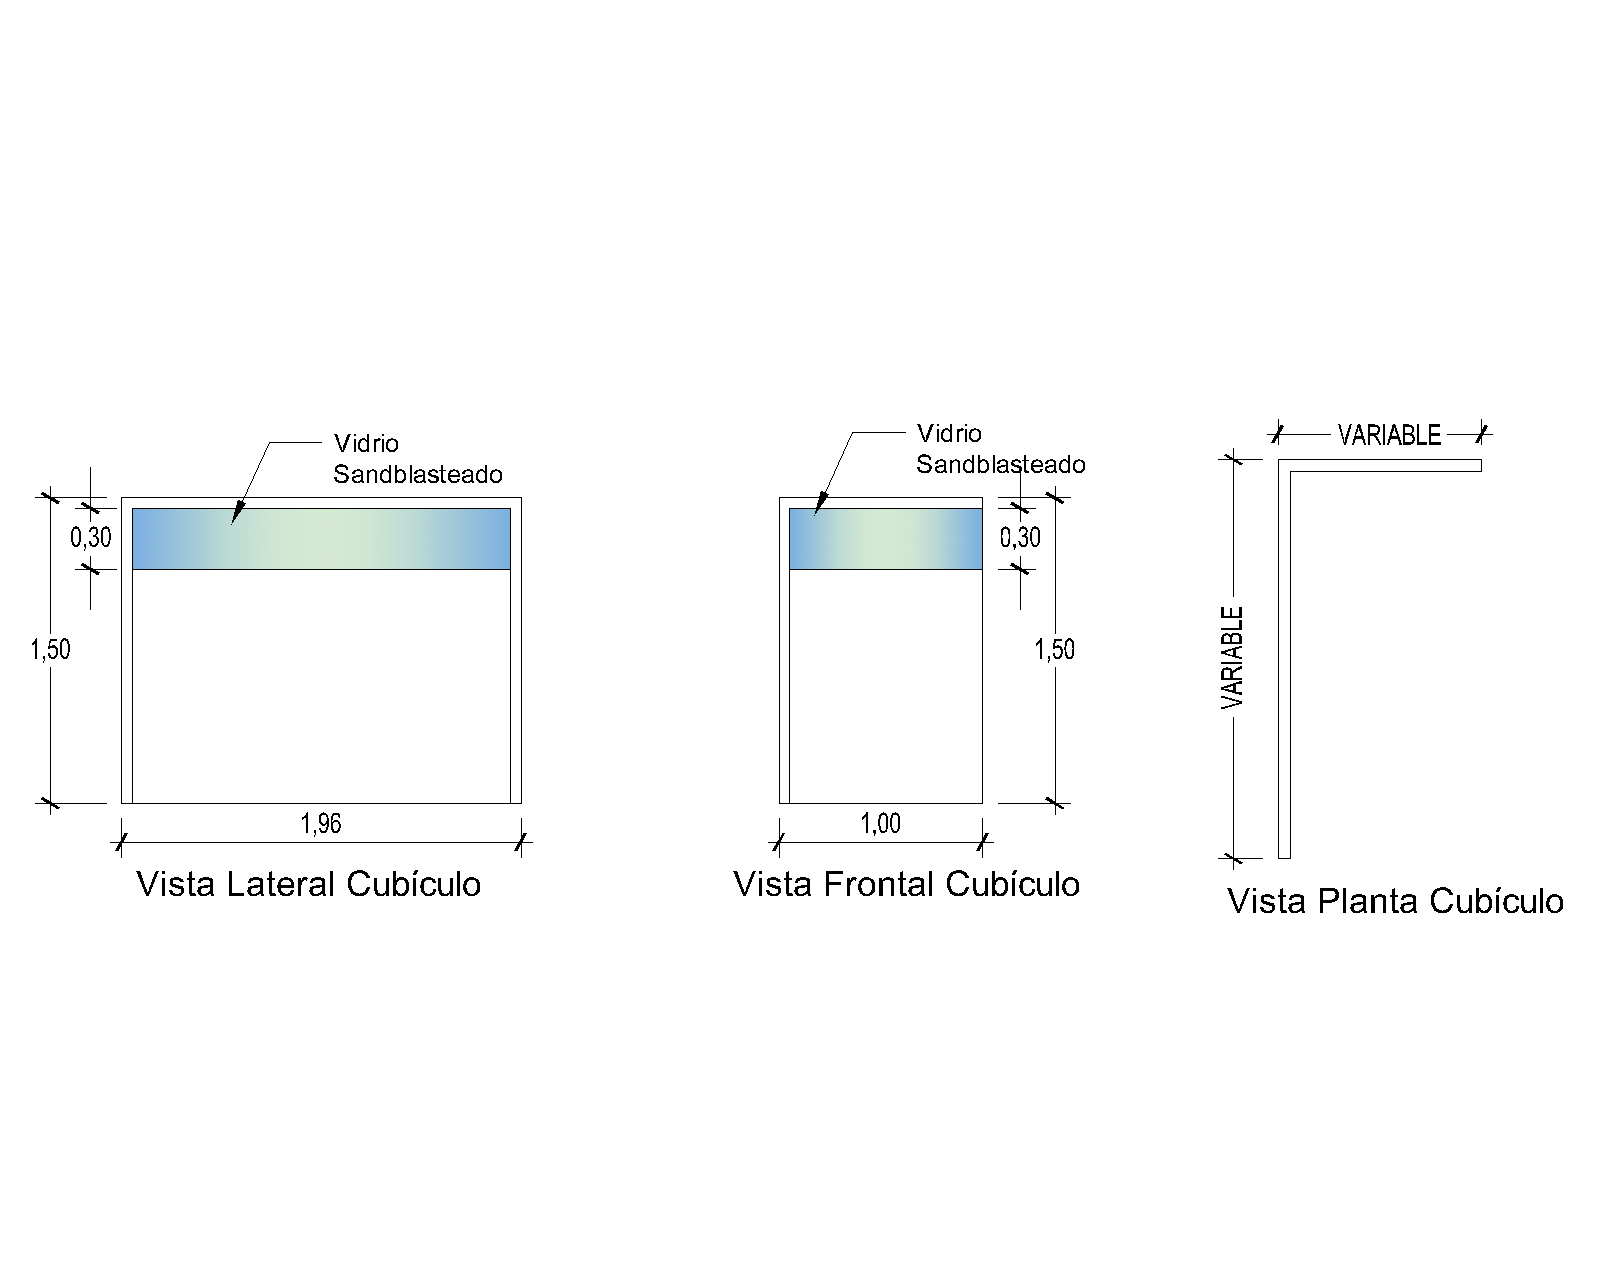 Vidrio
Sandblasteado
0,30
1,50
1,96
Vista Lateral Cubículo
Vidrio
Sandblasteado
0,30
1,50
1,00
Vista Frontal Cubículo
VARIABLE
VARIABLE
Vista Planta Cubículo